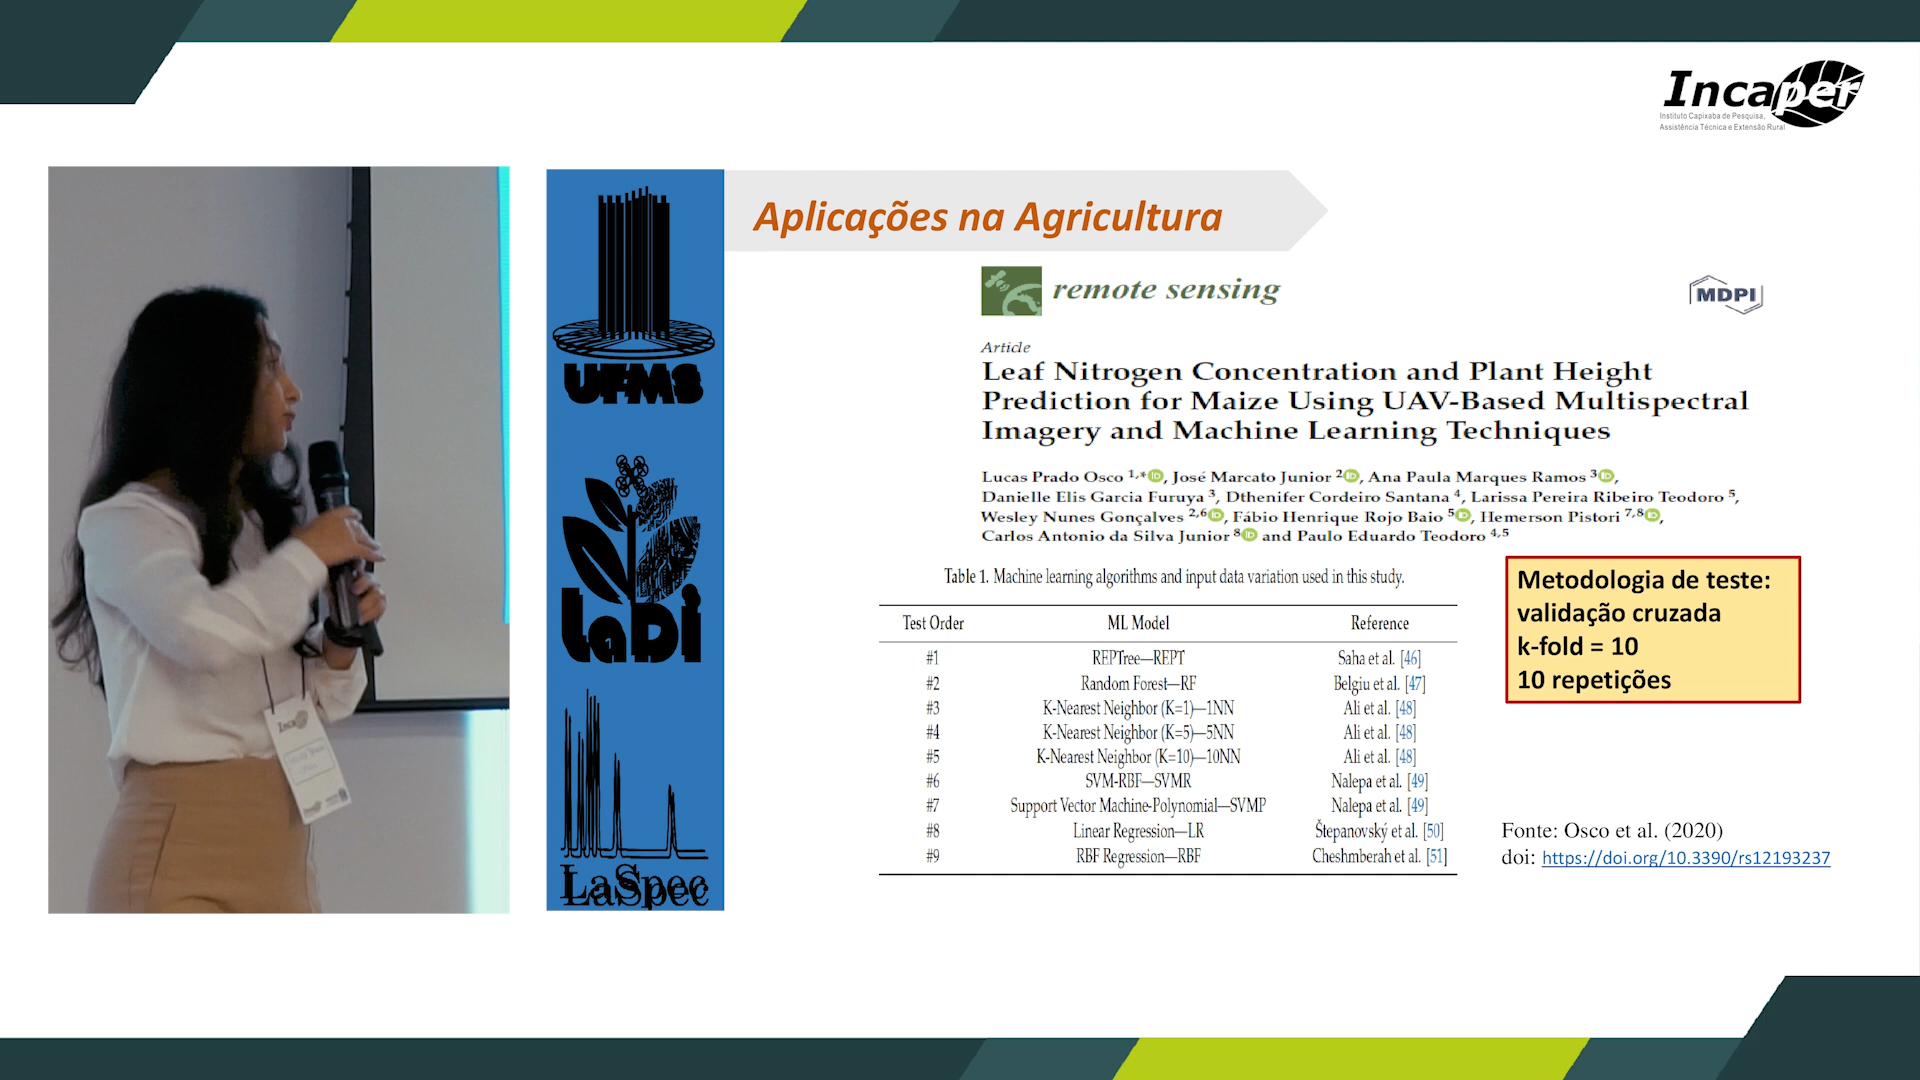 Incaper
Instituto Capixaba de Pesquisa,
Assistência Técnica e Extensão Rural
Aplicações na Agricultura
UFMS
LaDi
LaSpec
remote sensing
MDPI
Article
Leaf Nitrogen Concentration and Plant Height
Prediction for Maize Using UAV-Based Multispectral
Imagery and Machine Learning Techniques
Lucas Prado Osco 1,*iD, José Marcato Junior 2iD, Ana Paula Marques Ramos 3iD,
Danielle Elis Garcia Furuya 3, Dthenifer Cordeiro Santana 4, Larissa Pereira Ribeiro Teodoro 5,
Wesley Nunes Gonçalves 2,6iD, Fábio Henrique Rojo Baio 5iD, Hemerson Pistori 7,8iD,
Carlos Antonio da Silva Junior 8iD and Paulo Eduardo Teodoro 4,5
Table 1. Machine learning algorithms and input data variation used in this study.
Test Order ML Model Reference
#1 REPTree—REPT Saha et al. [46]
#2 Random Forest—RF Belgiu et al. [47]
#3 K-Nearest Neighbor (K=1)—1NN Ali et al. [48]
#4 K-Nearest Neighbor (K=5)—5NN Ali et al. [48]
#5 K-Nearest Neighbor (K=10)—10NN Ali et al. [48]
#6 SVM-RBF—SVMR Nalepa et al. [49]
#7 Support Vector Machine-Polynomial—SVMP Nalepa et al. [49]
#8 Linear Regression—LR Štepanovský et al. [50]
#9 RBF Regression—RBF Cheshmberah et al. [51]
Metodologia de teste:
validação cruzada
k-fold = 10
10 repetições
Fonte: Osco et al. (2020)
doi: https://doi.org/10.3390/rs12193237
Incaper